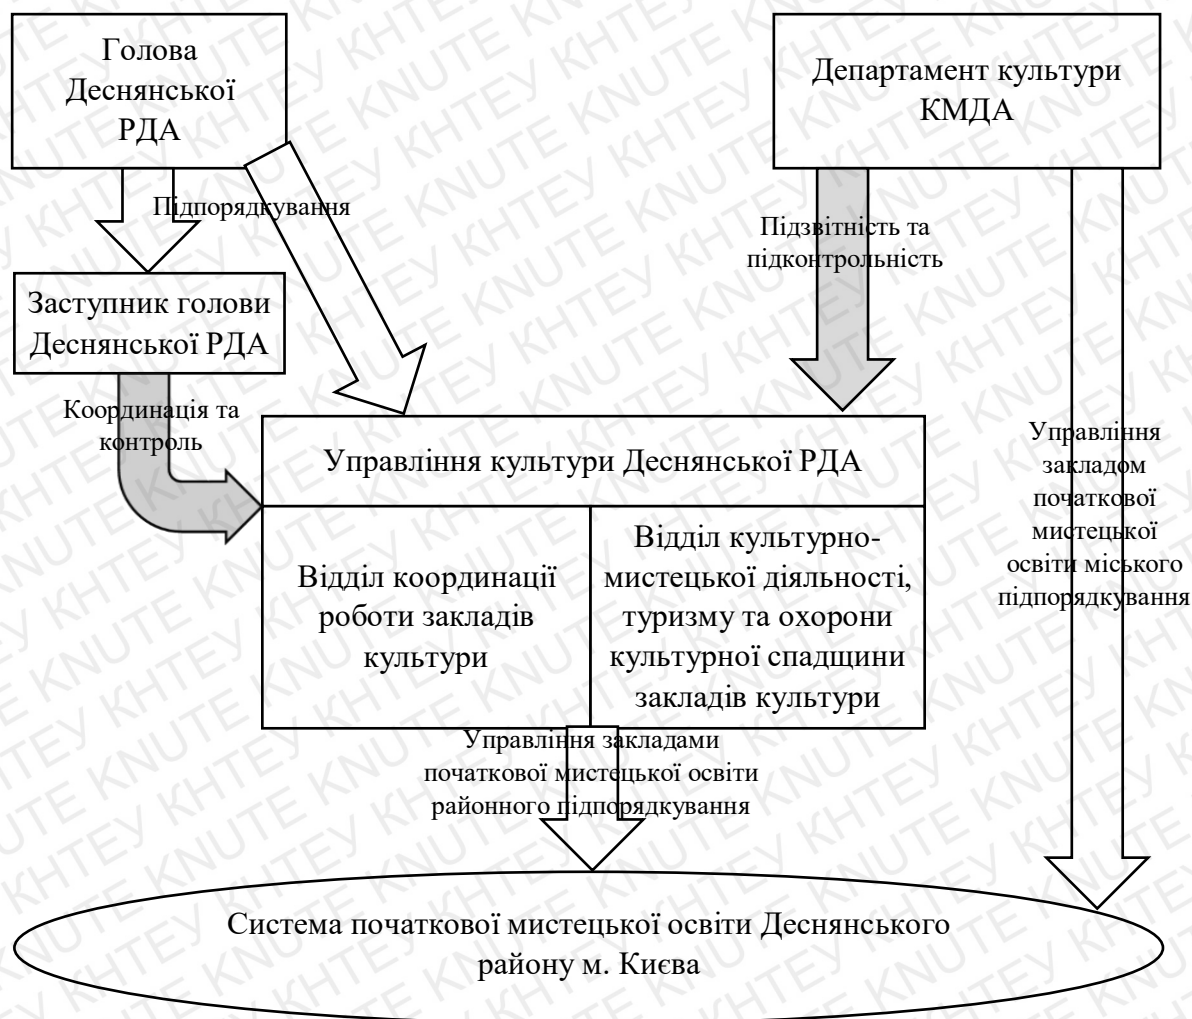 Голова
Деснянської
РДА
Департамент культури
КМДА
Підпорядкування
Підзвітність та
підконтрольність
Заступник голови
Деснянської РДА
Координація та
контроль
Управління культури Деснянської РДА
Відділ координації
роботи закладів
культури
Відділ культурно-
мистецької діяльності,
туризму та охорони
культурної спадщини
закладів культури
Управління
закладом
початкової
мистецької
освіти міського
підпорядкування
Управління закладами
початкової мистецької освіти
районного підпорядкування
Система початкової мистецької освіти Деснянського
району м. Києва